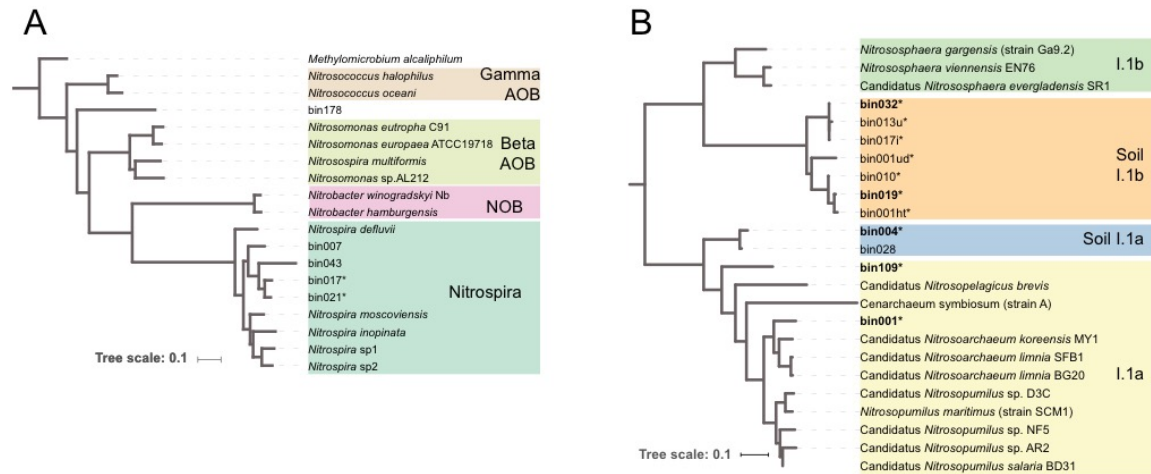 A
Methylomicrobium alcaliphilum
Nitrosococcus halophilus
Nitrosococcus oceani
Gamma
AOB
bin178
Nitrosomonas eutropha C91
Nitrosomonas europaea ATCC19718
Nitrosospira multiformis
Nitrosomonas sp.AL212
Beta
AOB
Nitrobacter winogradskyi Nb
Nitrobacter hamburgensis
NOB
Nitrospira defluvii
bin007
bin043
bin017*
bin021*
Nitrospira moscoviensis
Nitrospira inopinata
Nitrospira sp1
Nitrospira sp2
Nitrospira
Tree scale: 0.1
B
Nitrososphaera gargensis (strain Ga9.2)
Nitrososphaera viennensis EN76
Candidatus Nitrososphaera evergladensis SR1
I.1b
bin032*
bin013u*
bin017i*
bin001ud*
bin010*
bin019*
bin001ht*
Soil
I.1b
bin004*
bin028
Soil I.1a
bin109*
Candidatus Nitrosopelagicus brevis
Cenarchaeum symbiosum (strain A)
bin001*
Candidatus Nitrosoarchaeum koreensis MY1
Candidatus Nitrosoarchaeum limnia SFB1
Candidatus Nitrosoarchaeum limnia BG20
Candidatus Nitrosopumilus sp. D3C
Nitrosopumilus maritimus (strain SCM1)
Candidatus Nitrosopumilus sp. NF5
Candidatus Nitrosopumilus sp. AR2
Candidatus Nitrosopumilus salaria BD31
I.1a
Tree scale: 0.1